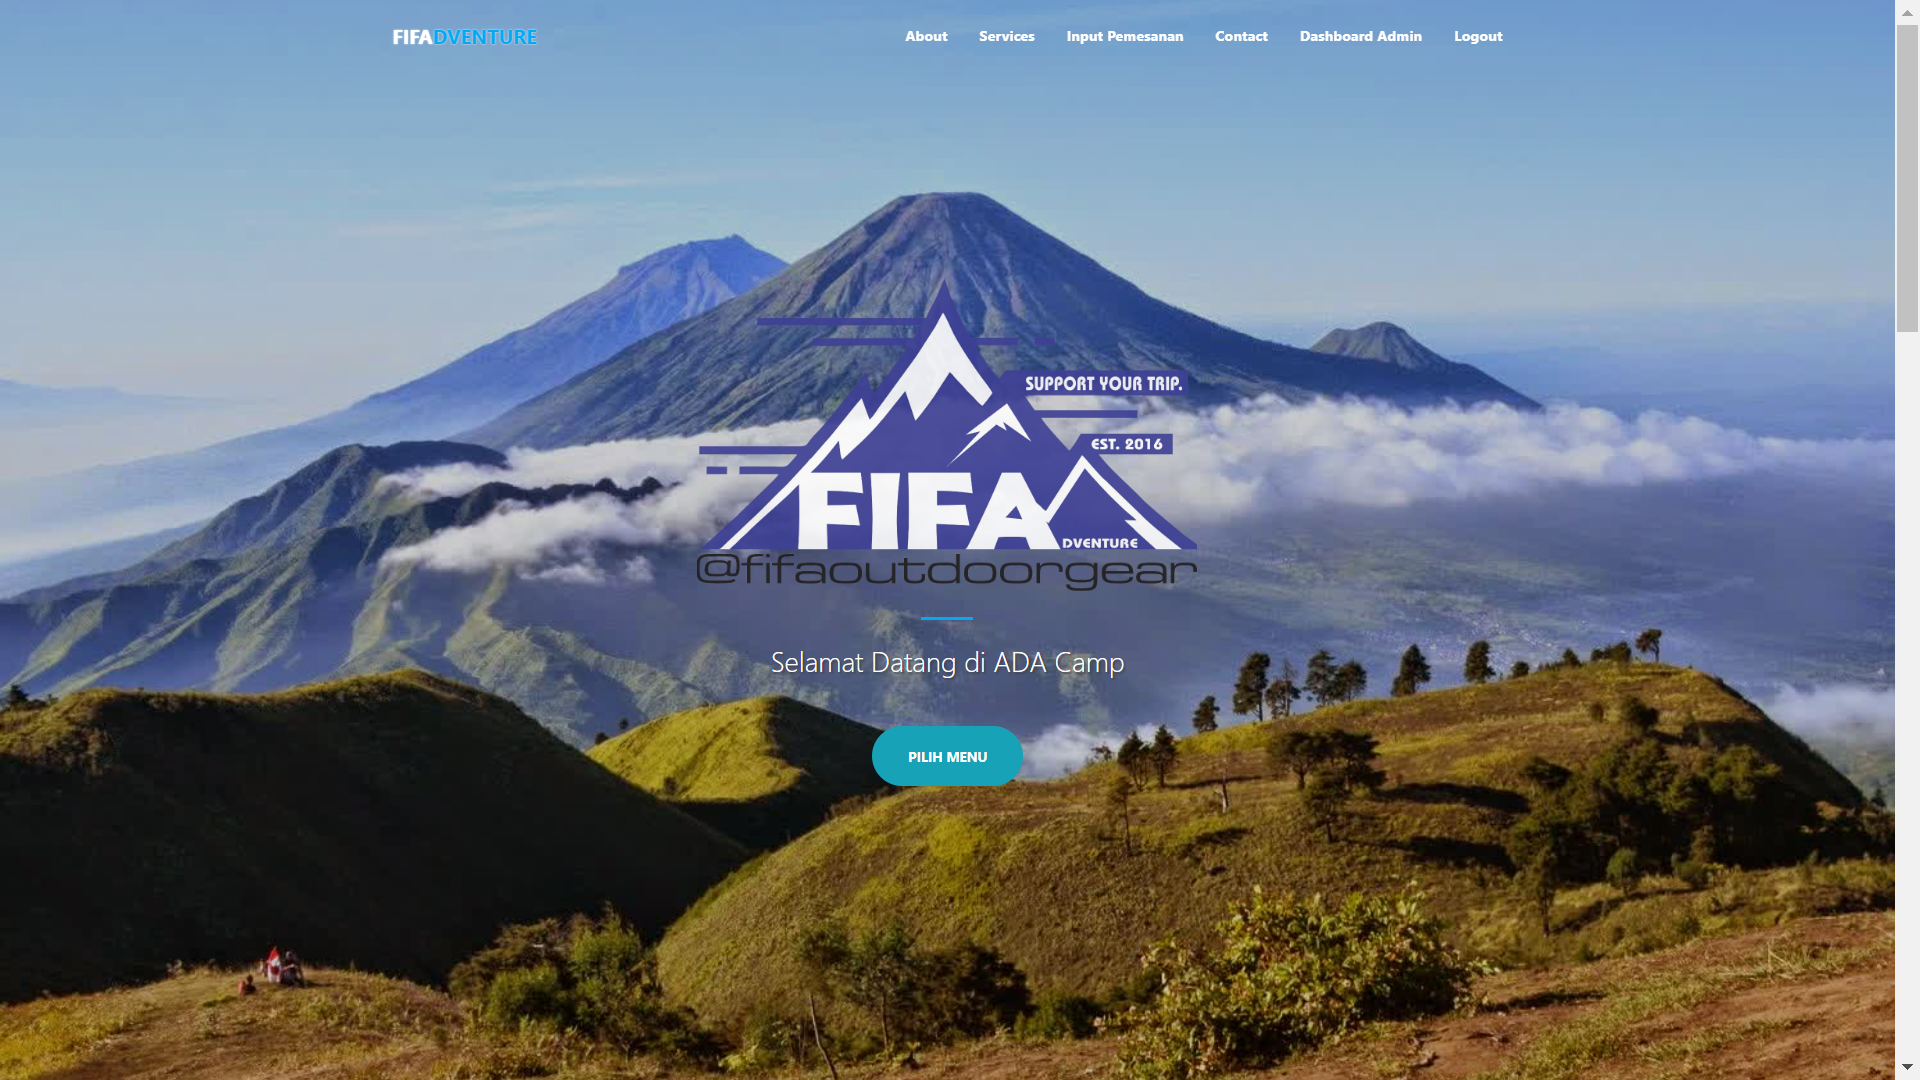 FIFADVENTURE
About
Services
Input Pemesanan
Contact
Dashboard Admin
Logout
SUPPORT YOUR TRIP.
EST. 2016
FIFA
DVENTURE
@fifaoutdoorgear
Selamat Datang di ADA Camp
PILIH MENU